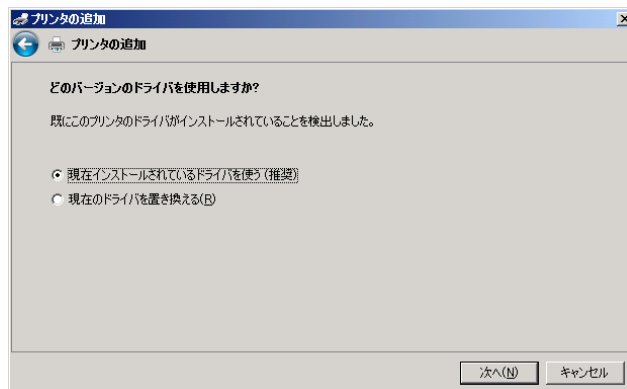 プリンタの追加
プリンタの追加
どのバージョンのドライバを使用しますか?
既にこのプリンタのドライバがインストールされていることを検出しました。
現在インストールされているドライバを使う(推奨)
現在のドライバを置き換える(R)
次へ(N)
キャンセル